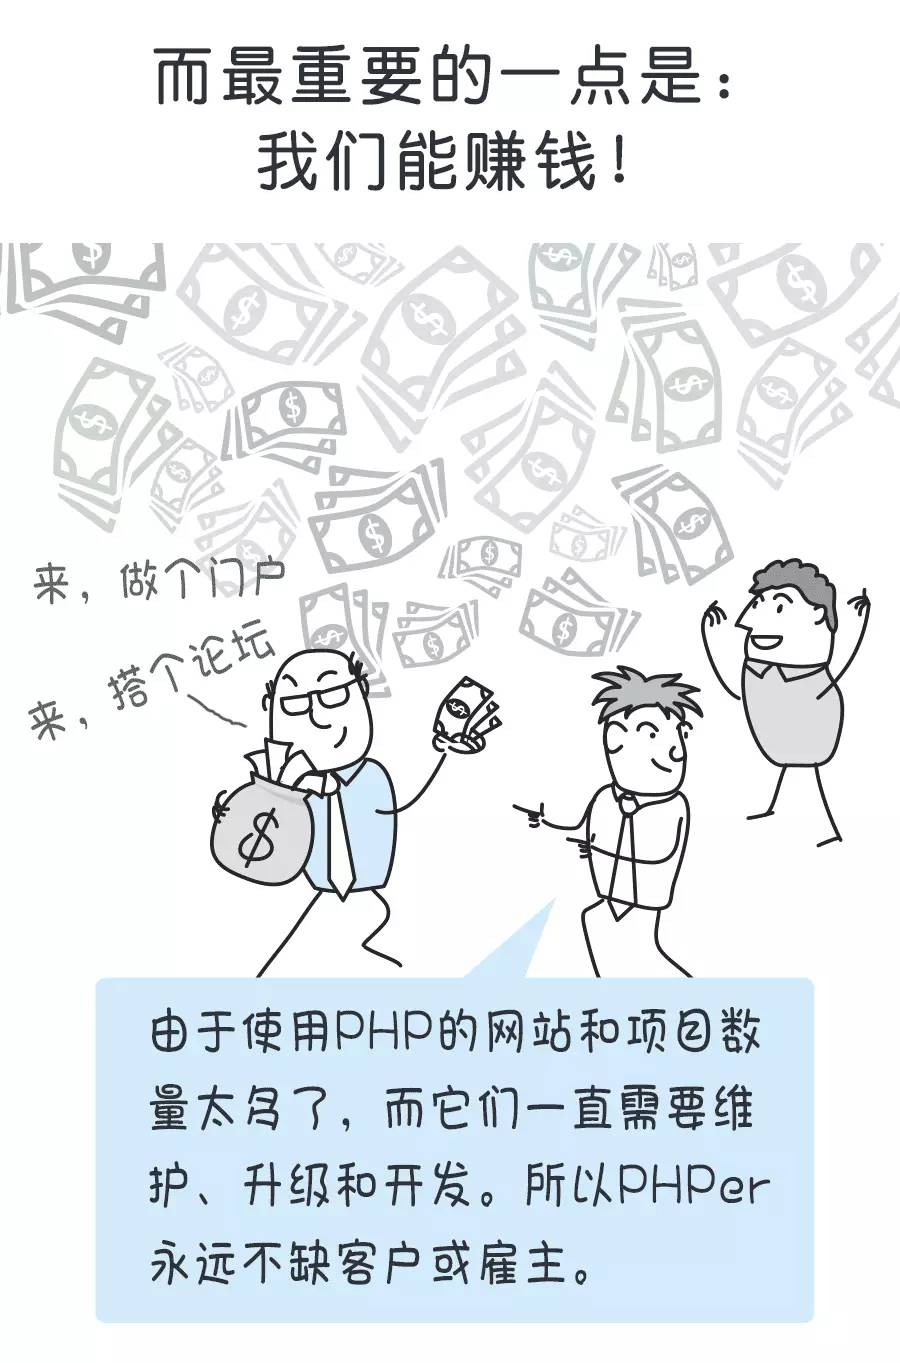 而最重要的一点是：
我们能赚钱！
来，做个门户
来，搭个论坛
由于使用PHP的网站和项目数
量太多了，而它们一直需要维
护、升级和开发。所以PHPer
永远不缺客户或雇主。